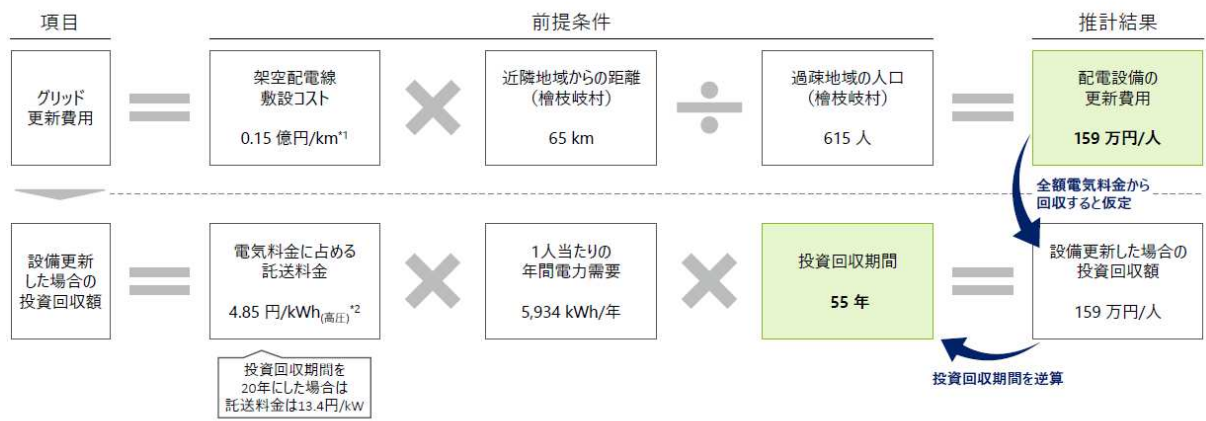 項目
前提条件
推計結果
グリッド
更新費用
架空配電線
敷設コスト
0.15 億円/km*1
近隣地域からの距離
(檜枝岐村)
65 km
過疎地域の人口
(檜枝岐村)
615 人
配電設備の
更新費用
159 万円/人
全額電気料金から
回収すると仮定
設備更新
した場合の
投資回収額
電気料金に占める
託送料金
4.85 円/kWh(高圧)*2
1人当たりの
年間電力需要
5,934 kWh/年
投資回収期間
55 年
設備更新した場合の
投資回収額
159 万円/人
投資回収期間を
20年にした場合は
託送料金は13.4円/kW
投資回収期間を逆算